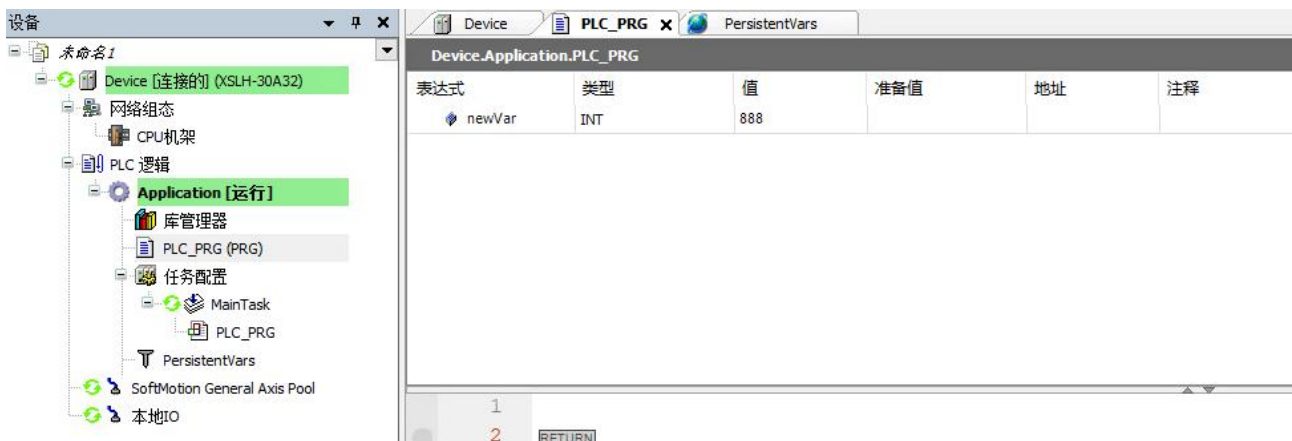 设备
未命名1
Device [连接的] (XSLH-30A32)
网络组态
CPU机架
PLC 逻辑
Application [运行]
库管理器
PLC_PRG (PRG)
任务配置
MainTask
PLC_PRG
PersistentVars
SoftMotion General Axis Pool
本地IO
Device PLC_PRG PersistentVars
Device.Application.PLC_PRG
表达式 类型 值 准备值 地址 注释
newVar INT 888
1
2 RETURN